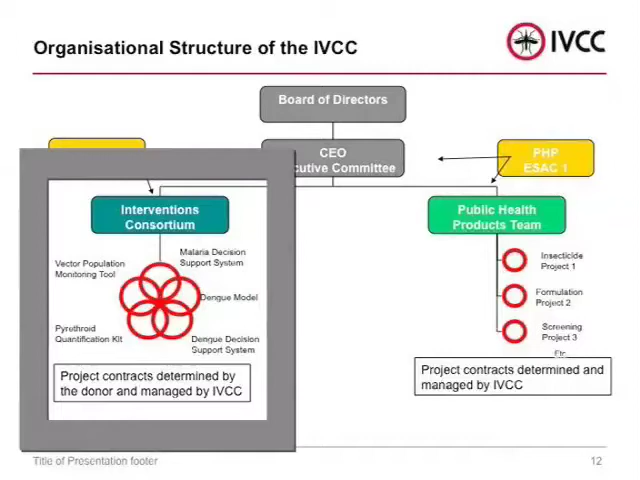 Organisational Structure of the IVCC
IVCC
Board of Directors
CEO
cutive Committee
PHP
ESAC 1
Interventions
Consortium
Public Health
Products Team
Vector Population
Monitoring Tool
Malaria Decision
Support System
Dengue Model
Pyrethroid
Quantification Kit
Dengue Decision
Support System
Insecticide
Project 1
Formulation
Project 2
Screening
Project 3
Etc
Project contracts determined by
the donor and managed by IVCC
Project contracts determined and
managed by IVCC
Title of Presentation footer
12